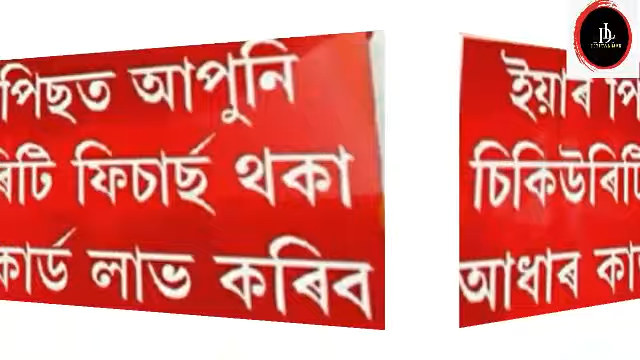 পিছত আপুনি
ৰিটি ফিচাৰ্ছ থকা
কাৰ্ড লাভ কৰিব
ইয়াৰ পি
চিকিউৰিটি
আধাৰ কা